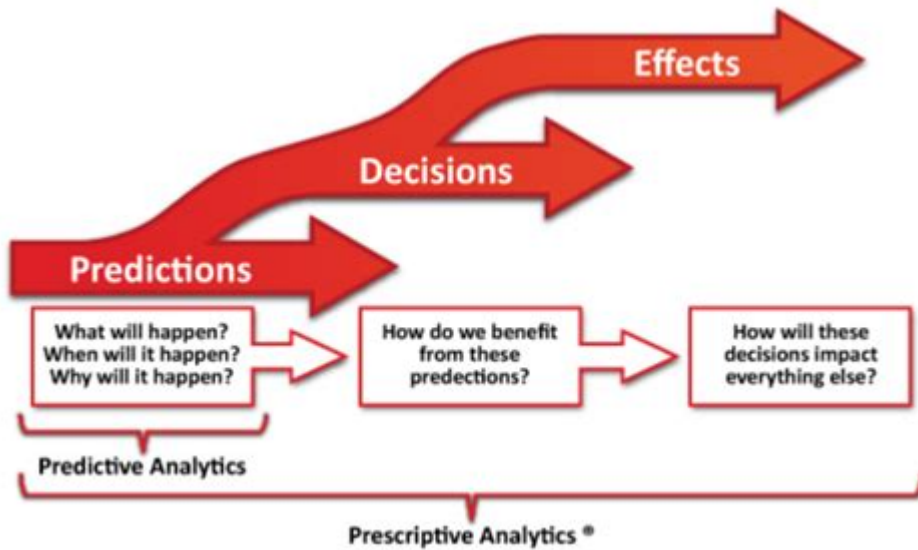 Effects
Decisions
Predictions
What will happen?
When will it happen?
Why will it happen?
How do we benefit
from these
predections?
How will these
decisions impact
everything else?
Predictive Analytics
Prescriptive Analytics ®